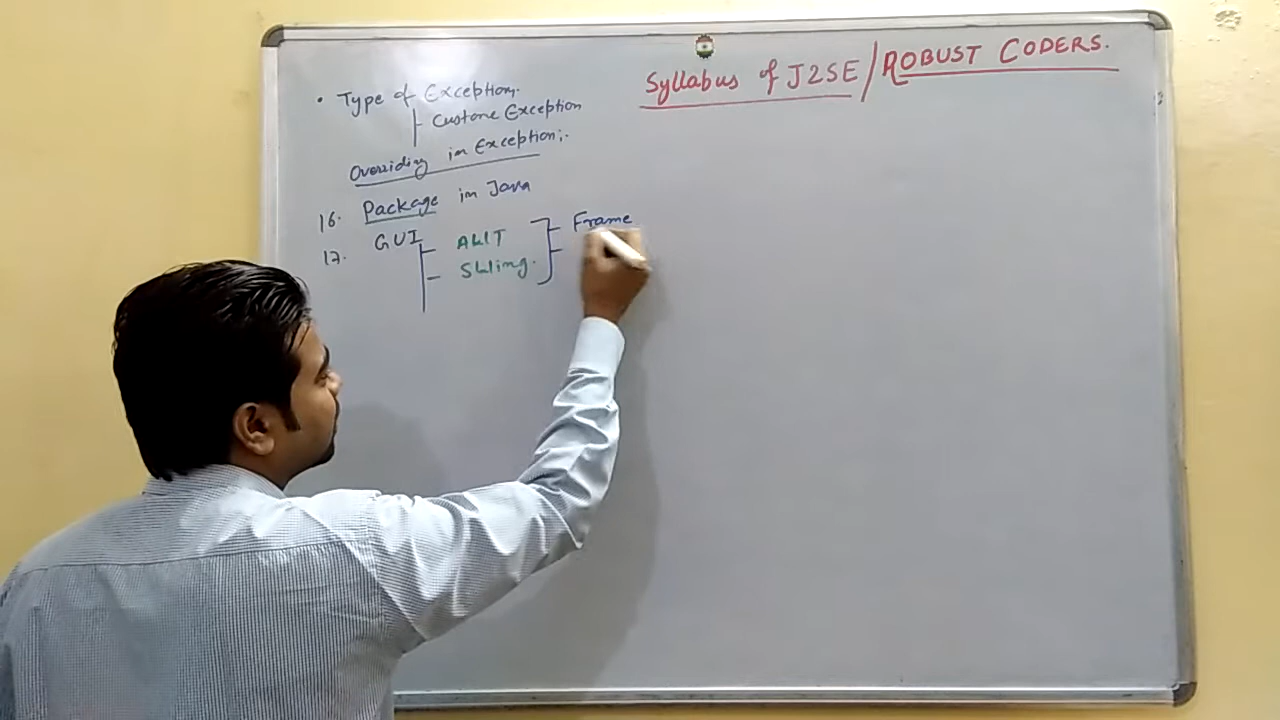 Syllabus of J2SE / ROBUST CODERS.
• Type of Exception.
Custome Exception
Overriding in Exception;.
16. Package in Java
17. GUI
AWT
Swing.
Frame